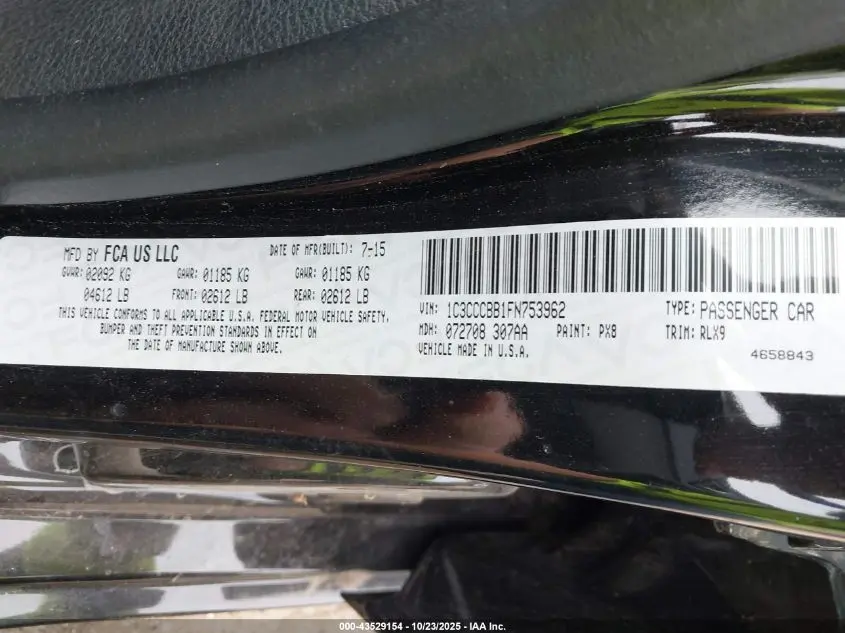 MFD BY FCA US LLC DATE OF MFR(BUILT): 7-15
GVWR: 02092 KG GAWR: 01185 KG GAWR: 01185 KG
04612 LB FRONT: 02612 LB REAR: 02612 LB
THIS VEHICLE CONFORMS TO ALL APPLICABLE U.S.A. FEDERAL MOTOR VEHICLE SAFETY,
BUMPER AND THEFT PREVENTION STANDARDS IN EFFECT ON
THE DATE OF MANUFACTURE SHOWN ABOVE.
VIN: 1C3CCCBB1FN753962 TYPE: PASSENGER CAR
MDH: 072708 307AA PAINT: PX8 TRIM: RLX9
VEHICLE MADE IN U.S.A. 4658843
000-43529154 - 10/23/2025 - IAA Inc.